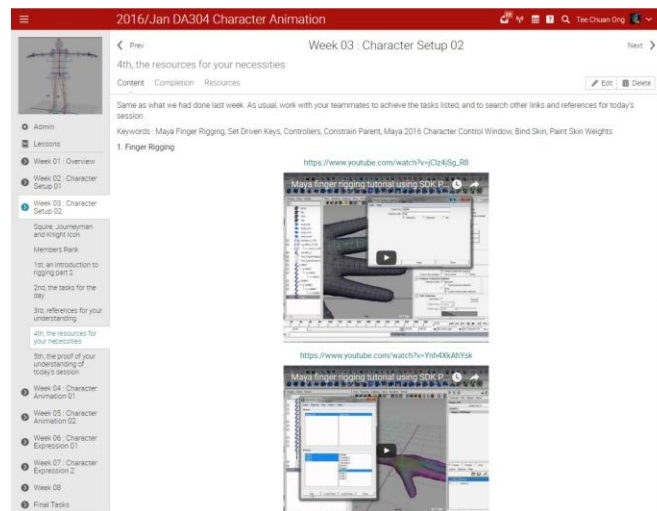 2016/Jan DA304 Character Animation
Tee Chuan Ong
Prev
Week 03 : Character Setup 02
Next
4th, the resources for your necessities
Content Completion Resources
Edit Delete
Same as what we had done last week. As usual, work with your teammates to achieve the tasks listed, and to search other links and references for today's
session
Keywords : Maya Finger Rigging, Set Driven Keys, Controllers, Constrain Parent, Maya 2016 Character Control Window, Bind Skin, Paint Skin Weights
1. Finger Rigging
https://www.youtube.com/watch?v=jClz4jSg_R8
Maya finger rigging tutorial using SDK P...
https://www.youtube.com/watch?v=Ynh4XkAhYsk
Maya finger rigging tutorial using SDK P...
Admin
Lessons
Week 01 : Overview
Week 02 : Character
Setup 01
Week 03 : Character
Setup 02
Squire, Journeyman
and Knight Icon
Members Rank
1st, an introduction to
rigging part 2
2nd, the tasks for the
day
3rd, references for your
understanding
4th, the resources for
your necessities
5th, the proof of your
understanding of
today's session
Week 04 : Character
Animation 01
Week 05 : Character
Animation 02
Week 06 : Character
Expression 01
Week 07 : Character
Expression 2
Week 08
Final Tasks